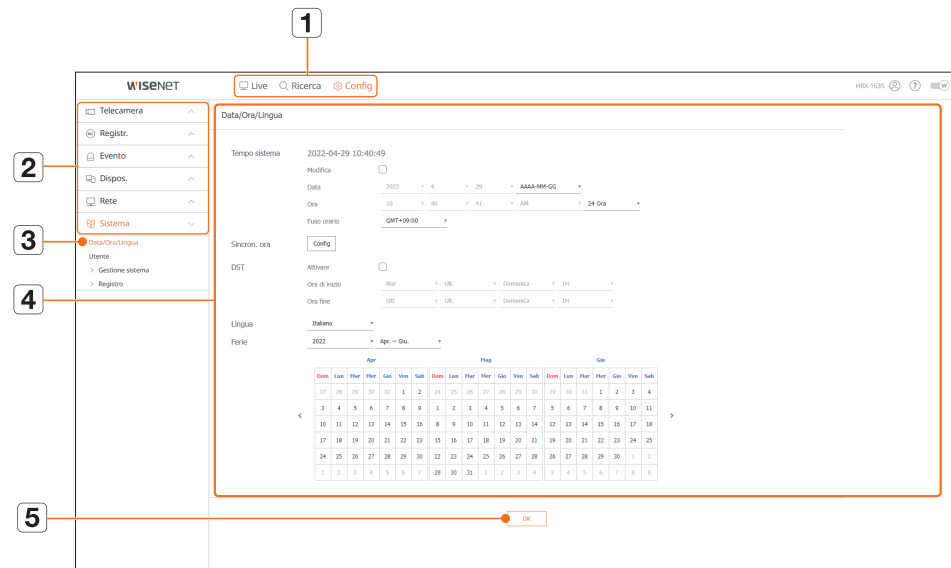 1
WISENET Live Ricerca Config HRX-1635 ? W
Telecamera
Registr.
Evento
Dispos.
Rete
Sistema
Data/Ora/Lingua
Utente
> Gestione sistema
> Registro
2
3
4
Data/Ora/Lingua
Tempo sistema 2022-04-29 10:40:49
Modifica
Data 2022 4 29 AAAA-MM-GG
Ora 10 40 41 AM 24 Ora
Fuso orario GMT+09:00
Sincron. ora Config
DST Attivare
Ora di inizio Mar Ult. Domenica 1H
Ora fine Ott. Ult. Domenica 1H
Lingua Italiano
Ferie 2022 Apr. ~ Giu.
Apr Mag Giu
Dom Lun Mar Mer Gio Ven Sab Dom Lun Mar Mer Gio Ven Sab Dom Lun Mar Mer Gio Ven Sab
27 28 29 30 31 1 2 24 25 26 27 28 29 30 29 30 31 1 2 3 4
3 4 5 6 7 8 9 1 2 3 4 5 6 7 5 6 7 8 9 10 11
< 10 11 12 13 14 15 16 8 9 10 11 12 13 14 12 13 14 15 16 17 18 >
17 18 19 20 21 22 23 15 16 17 18 19 20 21 19 20 21 22 23 24 25
24 25 26 27 28 29 30 22 23 24 25 26 27 28 26 27 28 29 30 1 2
1 2 3 4 5 6 7 29 30 31 1 2 3 4 3 4 5 6 7 8 9
5
OK